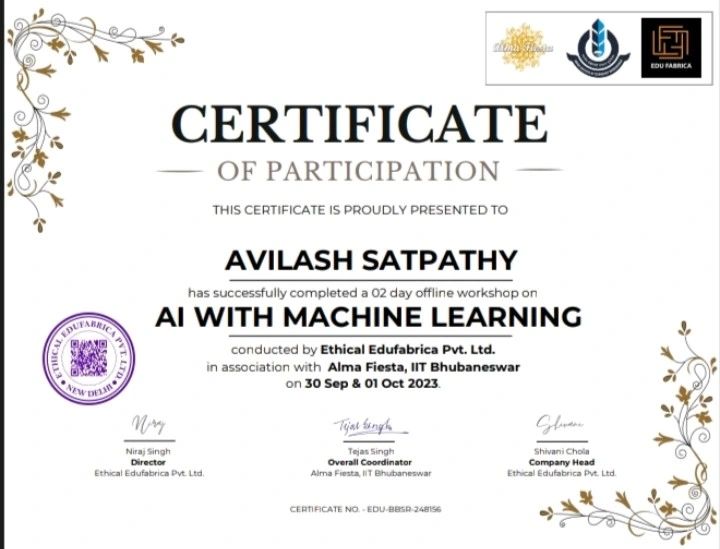 Alma Fiesta
EDU FABRICA
CERTIFICATE
OF PARTICIPATION
THIS CERTIFICATE IS PROUDLY PRESENTED TO
AVILASH SATPATHY
has successfully completed a 02 day offline workshop on
AI WITH MACHINE LEARNING
conducted by Ethical Edufabrica Pvt. Ltd.
in association with Alma Fiesta, IIT Bhubaneswar
on 30 Sep & 01 Oct 2023.
ETHICAL EDUFABRICA PVT. LTD.
NEW DELHI
Niraj
Tejas Singh
Shivani
Niraj Singh
Tejas Singh
Shivani Chola
Director
Overall Coordinator
Company Head
Ethical Edufabrica Pvt. Ltd.
Alma Fiesta, IIT Bhubaneswar
Ethical Edufabrica Pvt. Ltd.
CERTIFICATE NO. - EDU-BBSR-248156